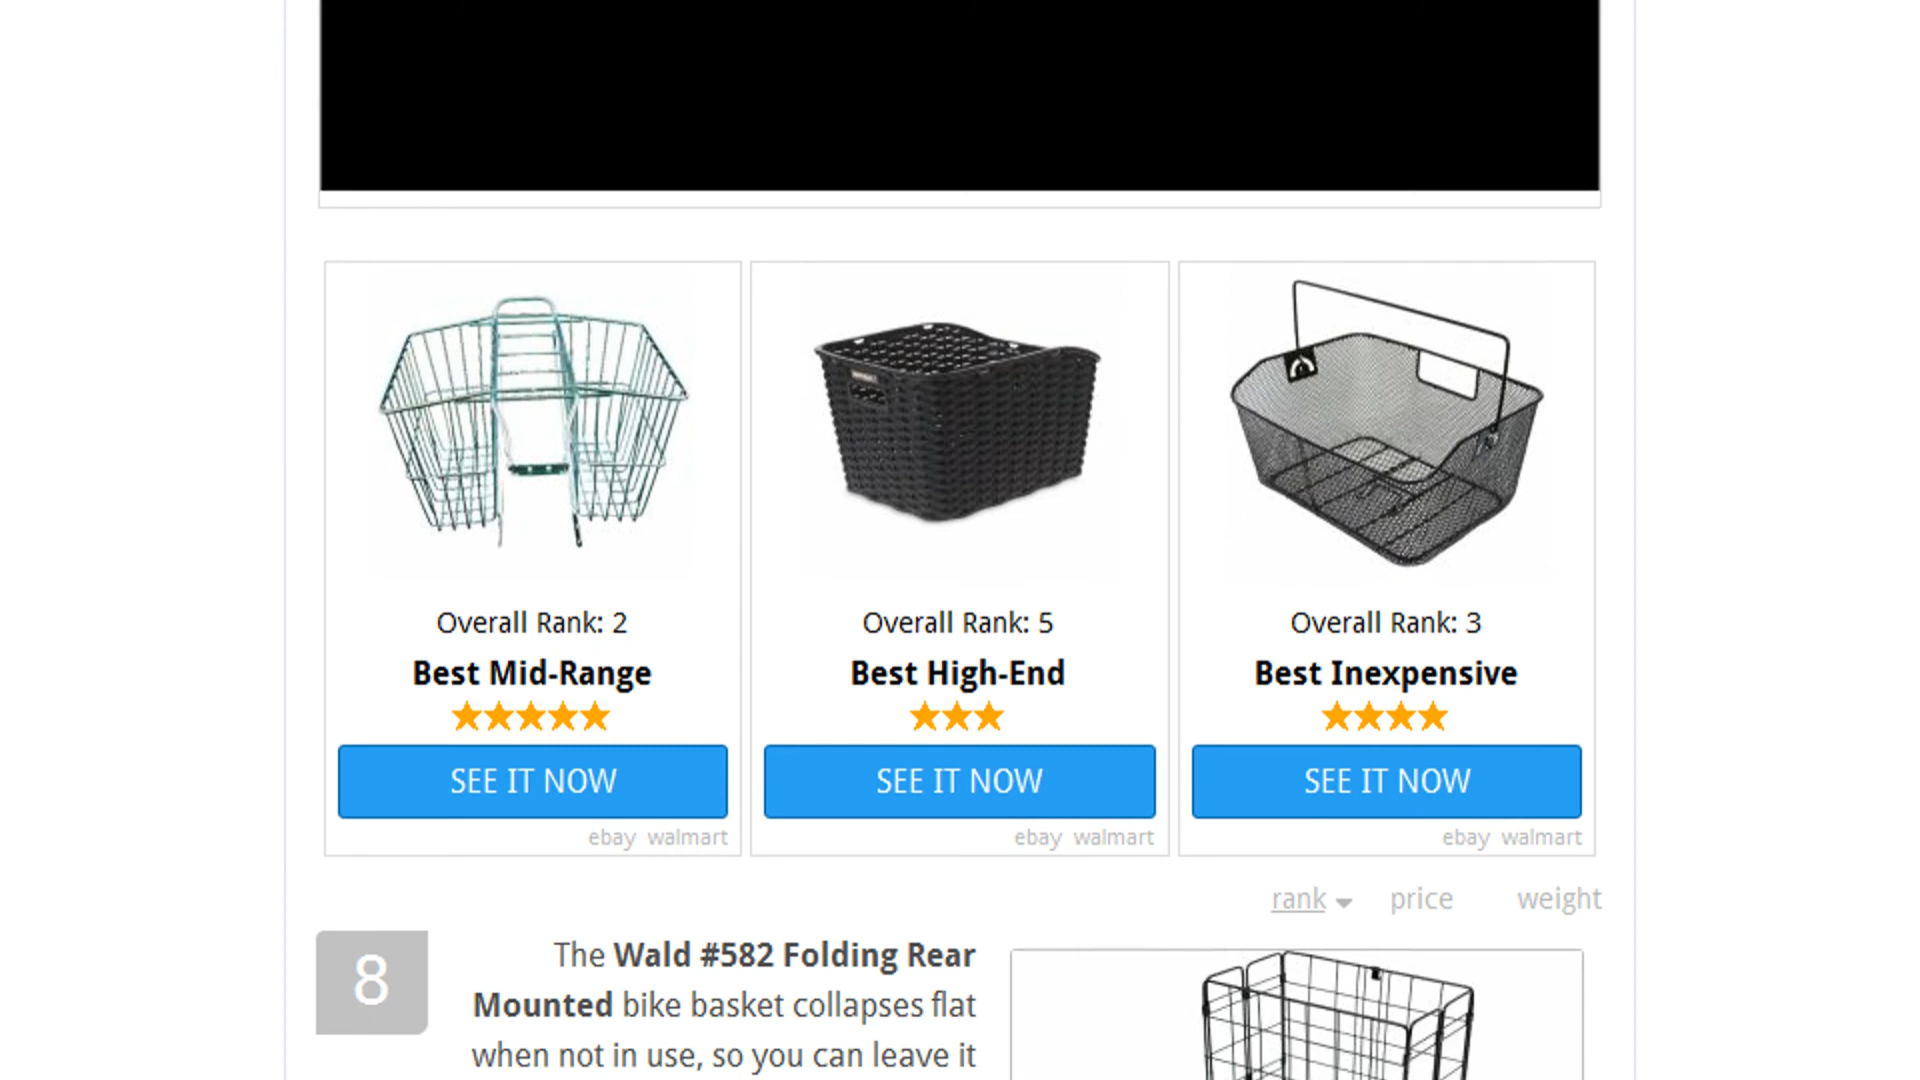 Overall Rank: 2
Best Mid-Range
SEE IT NOW
ebay walmart
Overall Rank: 5
Best High-End
SEE IT NOW
ebay walmart
Overall Rank: 3
Best Inexpensive
SEE IT NOW
ebay walmart
rank price weight
8
The Wald #582 Folding Rear
Mounted bike basket collapses flat
when not in use, so you can leave it